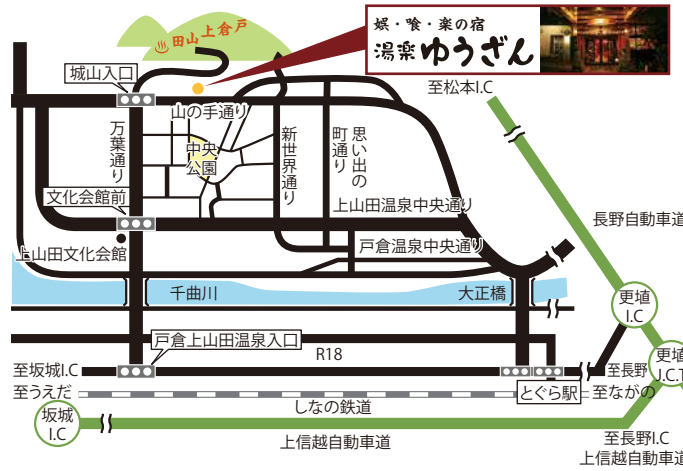 田山上倉戸
娯・喰・楽の宿
湯楽 ゆうざん
城山入口
至松本I.C
山の手通り
万葉通り
中央
公園
新世界通り
思い出の
町通り
文化会館前
上山田温泉中央通り
長野自動車道
上山田文化会館
戸倉温泉中央通り
千曲川
大正橋
更埴
I.C
戸倉上山田温泉入口
R18
至坂城I.C
至長野
更埴
J.C.T
とぐら駅
至うえだ
至ながの
しなの鉄道
坂城
I.C
上信越自動車道
至長野I.C
上信越自動車道